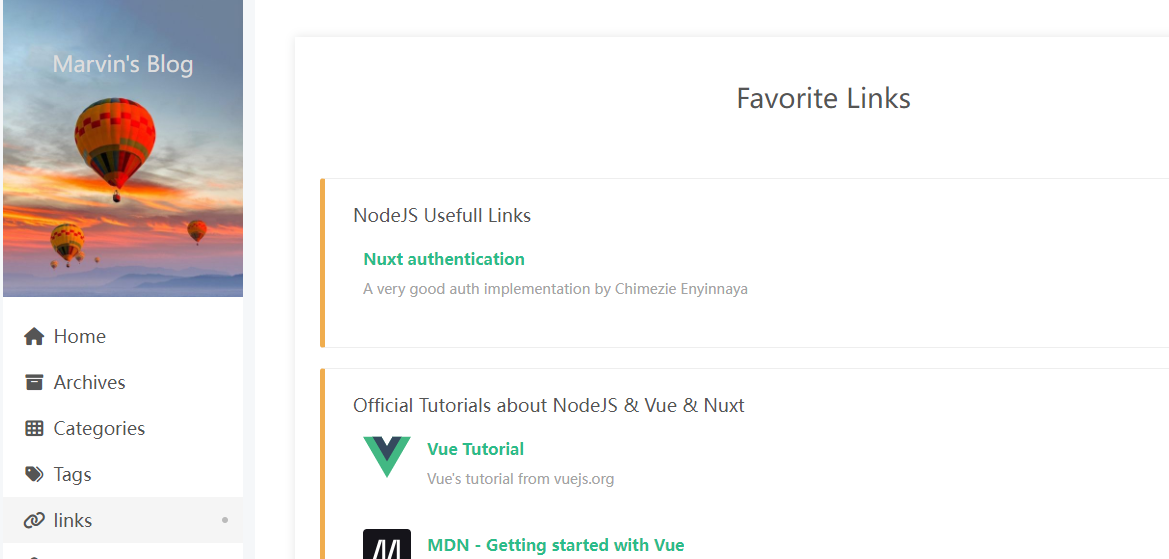 Marvin's Blog
Home
Archives
Categories
Tags
links
Favorite Links
NodeJS Usefull Links
Nuxt authentication
A very good auth implementation by Chimezie Enyinnaya
Official Tutorials about NodeJS & Vue & Nuxt
Vue Tutorial
Vue's tutorial from vuejs.org
MDN - Getting started with Vue